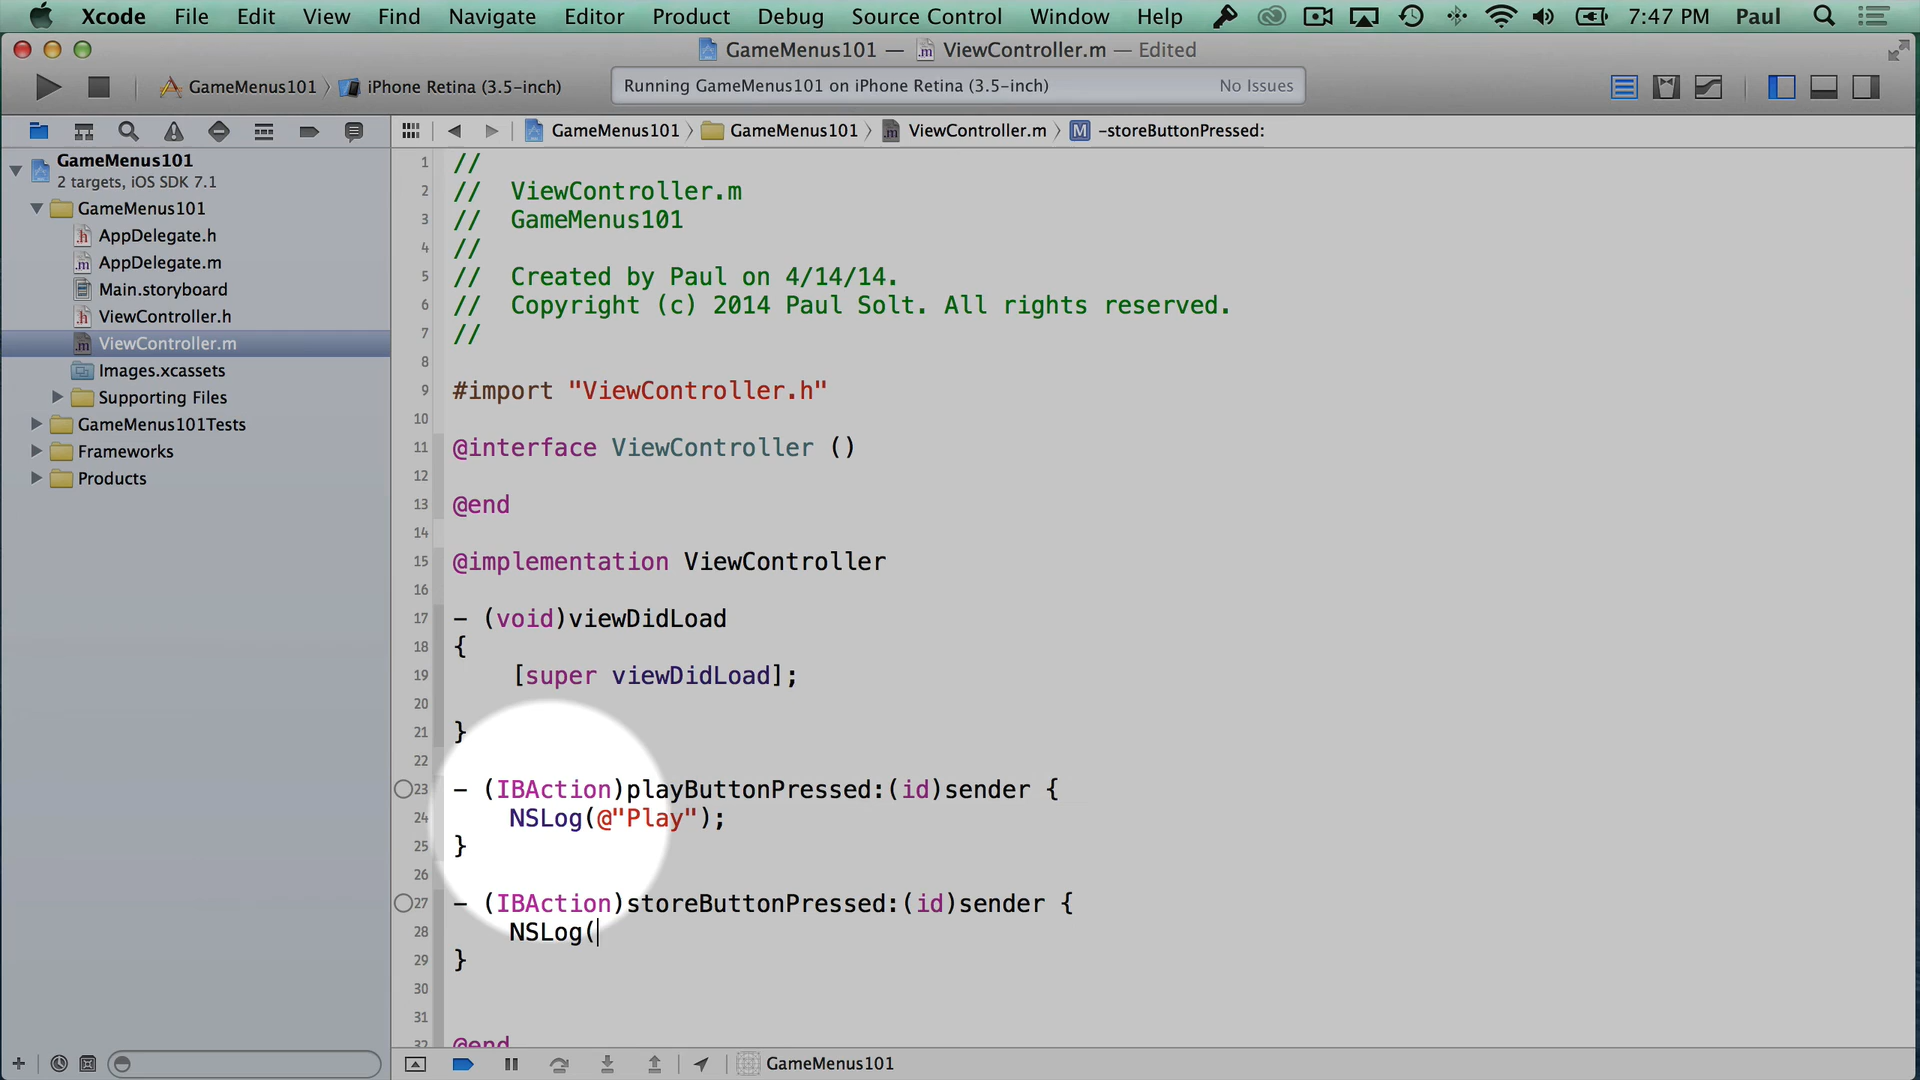 Xcode File Edit View Find Navigate Editor Product Debug Source Control Window Help 7:47 PM Paul
GameMenus101 — ViewController.m — Edited
GameMenus101 iPhone Retina (3.5-inch) Running GameMenus101 on iPhone Retina (3.5-inch) No Issues
GameMenus101 GameMenus101 ViewController.m M -storeButtonPressed:
GameMenus101
2 targets, iOS SDK 7.1
GameMenus101
h AppDelegate.h
m AppDelegate.m
Main.storyboard
h ViewController.h
m ViewController.m
Images.xcassets
Supporting Files
GameMenus101Tests
Frameworks
Products
1 //
2 // ViewController.m
3 // GameMenus101
4 //
5 // Created by Paul on 4/14/14.
6 // Copyright (c) 2014 Paul Solt. All rights reserved.
7 //
8
9 #import "ViewController.h"
10
11 @interface ViewController ()
12
13 @end
14
15 @implementation ViewController
16
17 - (void)viewDidLoad
18 {
19 [super viewDidLoad];
20
21 }
22
23 - (IBAction)playButtonPressed:(id)sender {
24 NSLog(@"Play");
25 }
26
27 - (IBAction)storeButtonPressed:(id)sender {
28 NSLog(
29 }
30
31
32 @end
GameMenus101